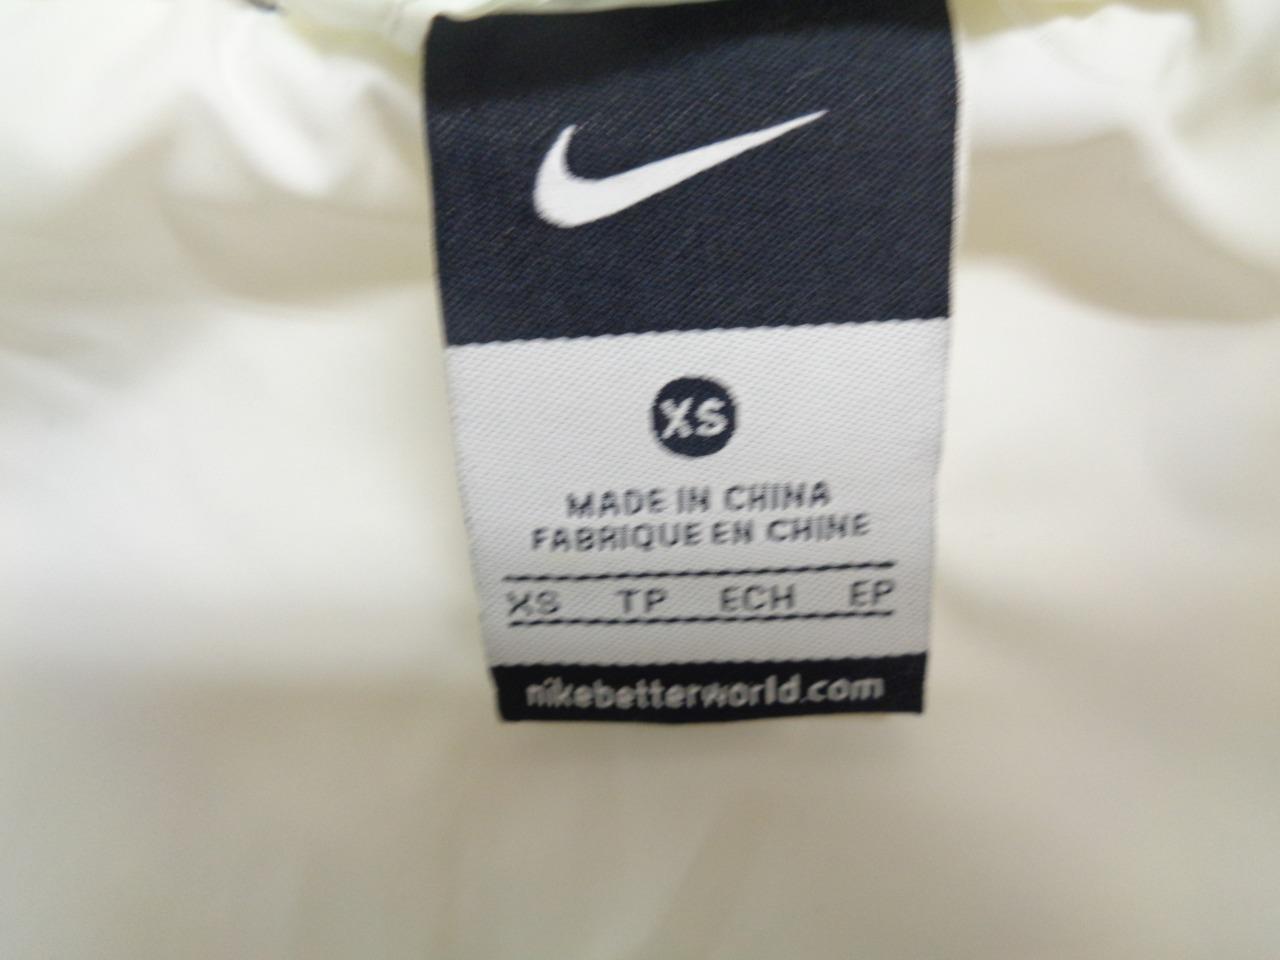 XS
MADE IN CHINA
FABRIQUE EN CHINE
XS TP ECH EP
nikebetterworld.com